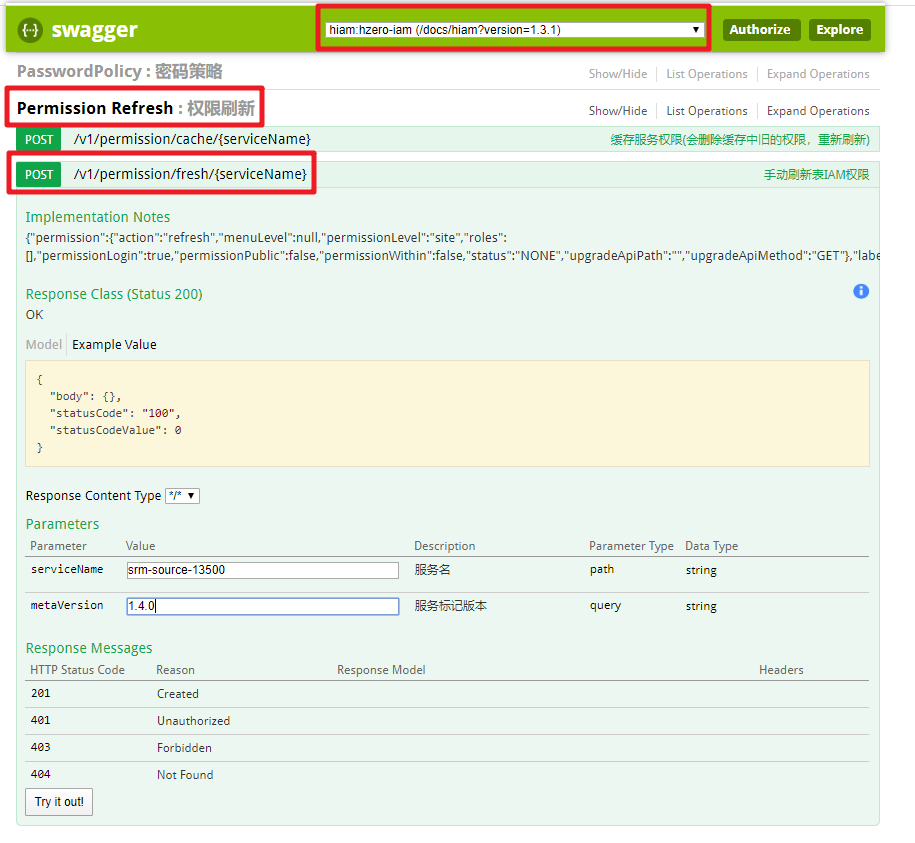 {···} swagger
hiam:hzero-iam (/docs/hiam?version=1.3.1)
Authorize
Explore
PasswordPolicy : 密码策略
Show/Hide
List Operations
Expand Operations
Permission Refresh : 权限刷新
Show/Hide
List Operations
Expand Operations
POST /v1/permission/cache/{serviceName}
缓存服务权限(会删除缓存中旧的权限，重新刷新)
POST /v1/permission/fresh/{serviceName}
手动刷新表IAM权限
Implementation Notes
{"permission":{"action":"refresh","menuLevel":null,"permissionLevel":"site","roles":
[],"permissionLogin":true,"permissionPublic":false,"permissionWithin":false,"status":"NONE","upgradeApiPath":"","upgradeApiMethod":"GET"},"labe
Response Class (Status 200)
OK
Model Example Value
{
"body": {},
"statusCode": "100",
"statusCodeValue": 0
}
Response Content Type */*
Parameters
Parameter Value Description Parameter Type Data Type
serviceName srm-source-13500 服务名 path string
metaVersion 1.4.0 服务标记版本 query string
Response Messages
HTTP Status Code Reason Response Model Headers
201 Created
401 Unauthorized
403 Forbidden
404 Not Found
Try it out!